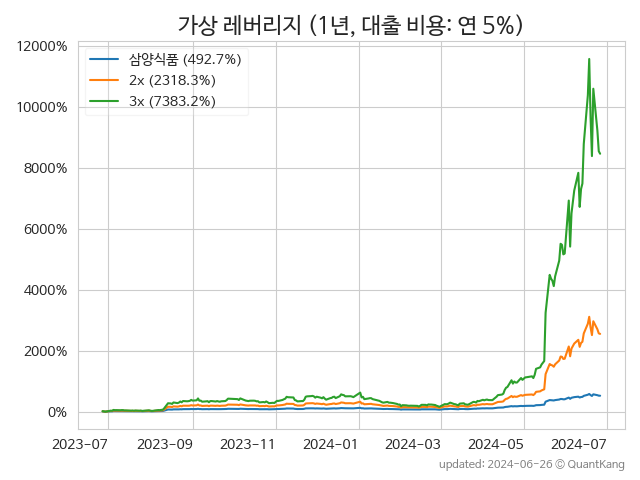 가상 레버리지 (1년, 대출 비용: 연 5%)
12000%
10000%
8000%
6000%
4000%
2000%
0%
삼양식품 (492.7%)
2x (2318.3%)
3x (7383.2%)
2023-07
2023-09
2023-11
2024-01
2024-03
2024-05
2024-07
updated: 2024-06-26 © QuantKang